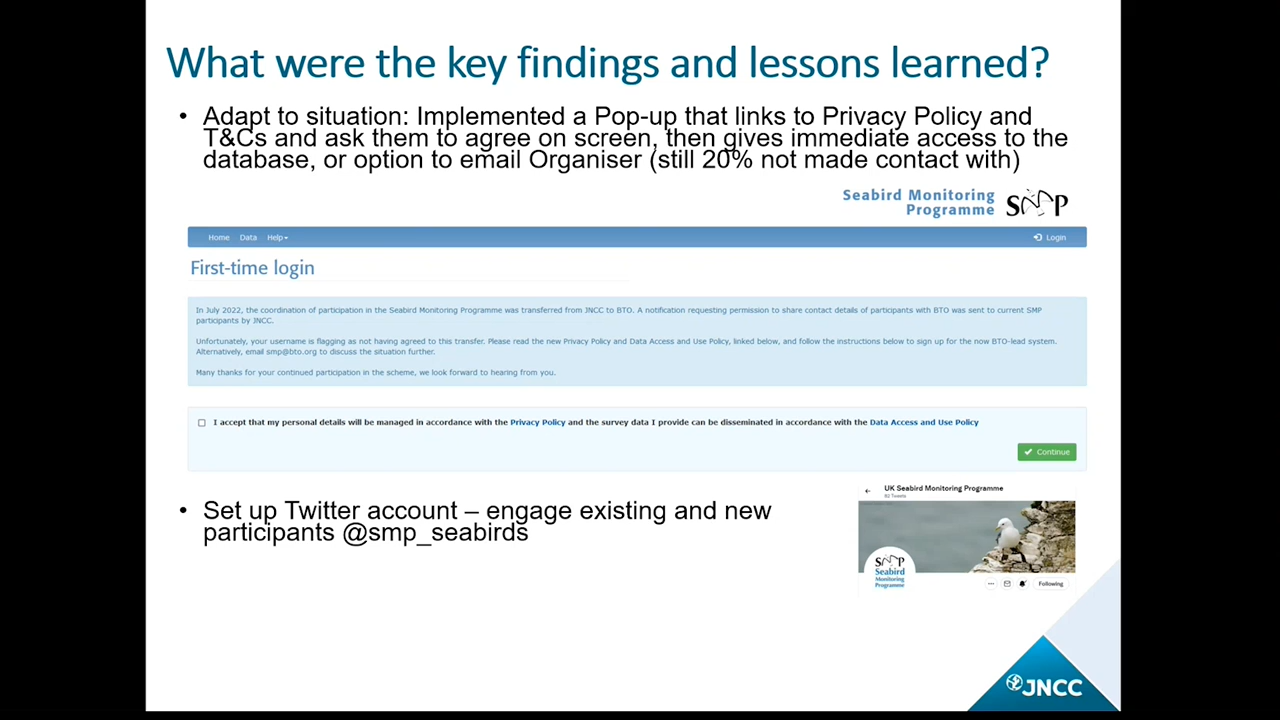 What were the key findings and lessons learned?
• Adapt to situation: Implemented a Pop-up that links to Privacy Policy and
T&Cs and ask them to agree on screen, then gives immediate access to the
database, or option to email Organiser (still 20% not made contact with)
Seabird Monitoring
Programme SMP
Home Data Help Login
First-time login
In July 2022, the coordination of participation in the Seabird Monitoring Programme was transferred from JNCC to BTO. A notification requesting permission to share contact details of participants with BTO was sent to current SMP
participants by JNCC.
Unfortunately, your username is flagging as not having agreed to this transfer. Please read the new Privacy Policy and Data Access and Use Policy, linked below, and follow the instructions below to sign up for the now BTO-lead system.
Alternatively, email smp@bto.org to discuss the situation further.
Many thanks for your continued participation in the scheme, we look forward to hearing from you.
I accept that my personal details will be managed in accordance with the Privacy Policy and the survey data I provide can be disseminated in accordance with the Data Access and Use Policy
Continue
• Set up Twitter account – engage existing and new
participants @smp_seabirds
UK Seabird Monitoring Programme
82 Tweets
SMP
Seabird
Monitoring
Programme
Following
JNCC